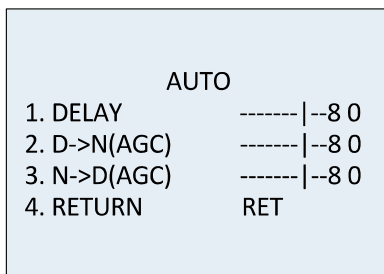 AUTO
1. DELAY -------|--8 0
2. D->N(AGC) -------|--8 0
3. N->D(AGC) -------|--8 0
4. RETURN RET